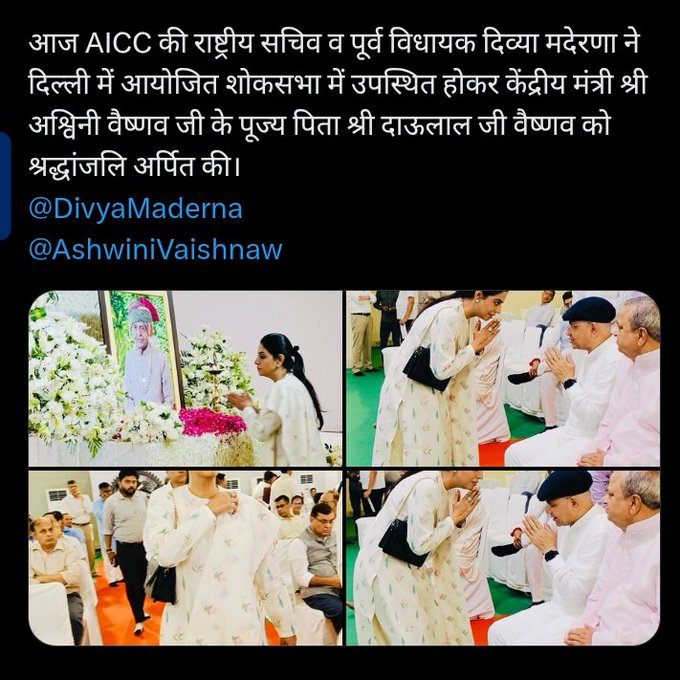 आज AICC की राष्ट्रीय सचिव व पूर्व विधायक दिव्या मदेरणा ने
दिल्ली में आयोजित शोकसभा में उपस्थित होकर केंद्रीय मंत्री श्री
अश्विनी वैष्णव जी के पूज्य पिता श्री दाऊलाल जी वैष्णव को
श्रद्धांजलि अर्पित की।
@DivyaMaderna
@AshwiniVaishnaw